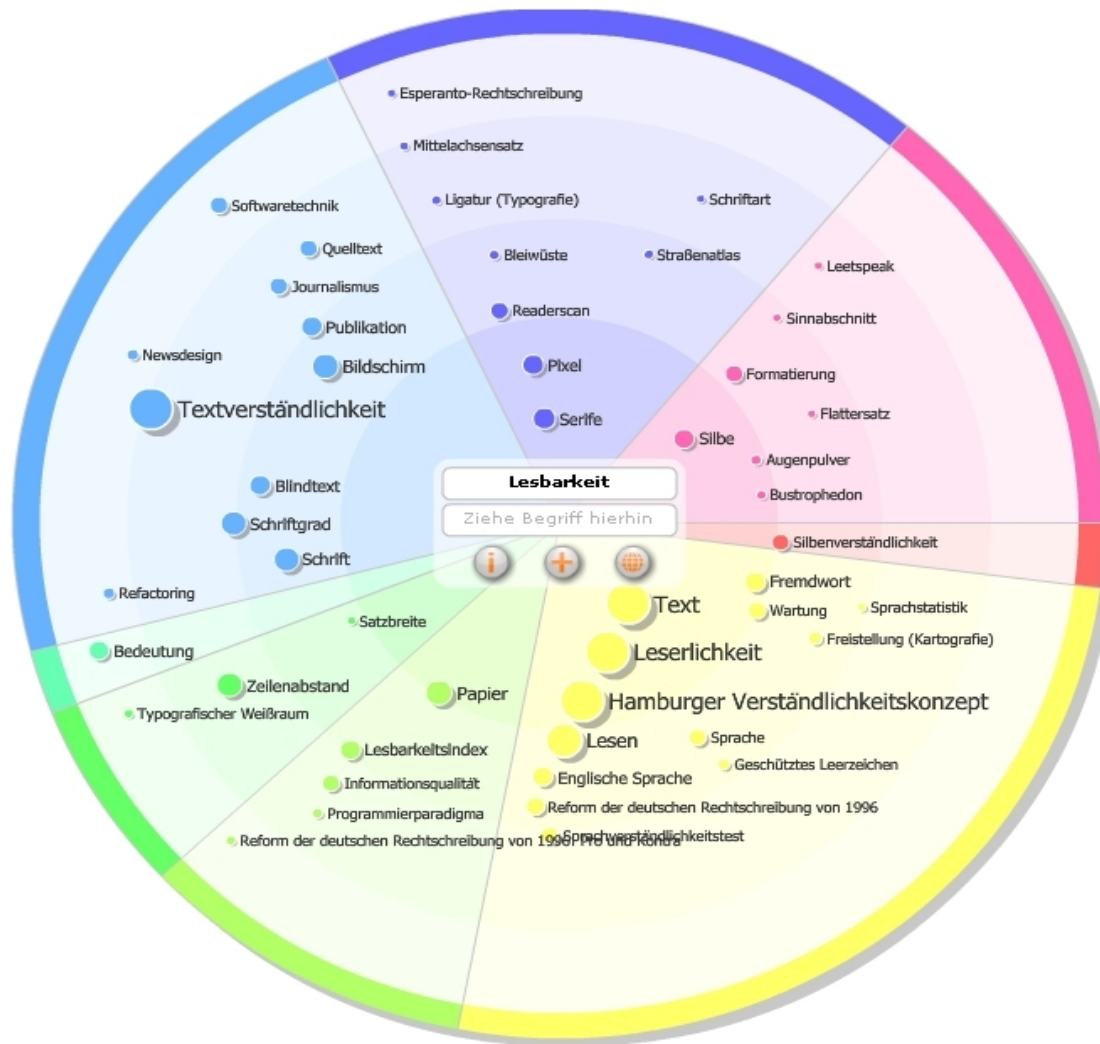 Esperanto-Rechtschreibung
Mittelachsensatz
Ligatur (Typografie)
Schriftart
Bleiwüste
Straßenatlas
Readerscan
Pixel
Serife
Softwaretechnik
Quelltext
Journalismus
Publikation
Newsdesign
Bildschirm
Textverständlichkeit
Blindtext
Schriftgrad
Schrift
Refactoring
Leetspeak
Sinnabschnitt
Formatierung
Flattersatz
Silbe
Augenpulver
Bustrophedon
Lesbarkeit
Ziehe Begriff hierhin
Silbenverständlichkeit
Bedeutung
Satzbreite
Zeilenabstand
Typografischer Weißraum
Papier
Lesbarkeitsindex
Informationsqualität
Programmierparadigma
Reform der deutschen Rechtschreibung von 1996: Pro und Kontra
Fremdwort
Text
Wartung
Sprachstatistik
Freistellung (Kartografie)
Leserlichkeit
Hamburger Verständlichkeitskonzept
Lesen
Sprache
Geschütztes Leerzeichen
Englische Sprache
Reform der deutschen Rechtschreibung von 1996
Sprachverständlichkeitstest